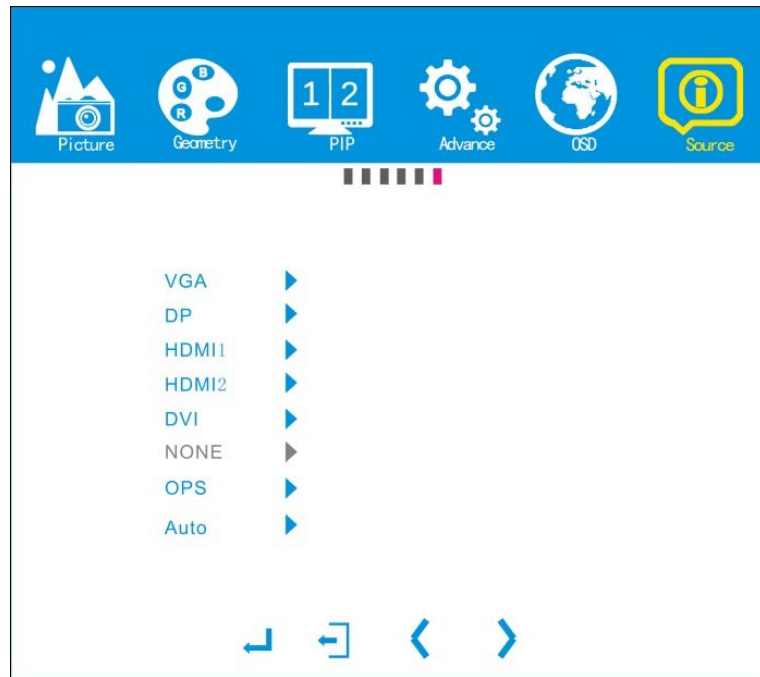 B
G
R
1 2
Picture Geometry PIP Advance OSD Source
VGA
DP
HDMI1
HDMI2
DVI
NONE
OPS
Auto